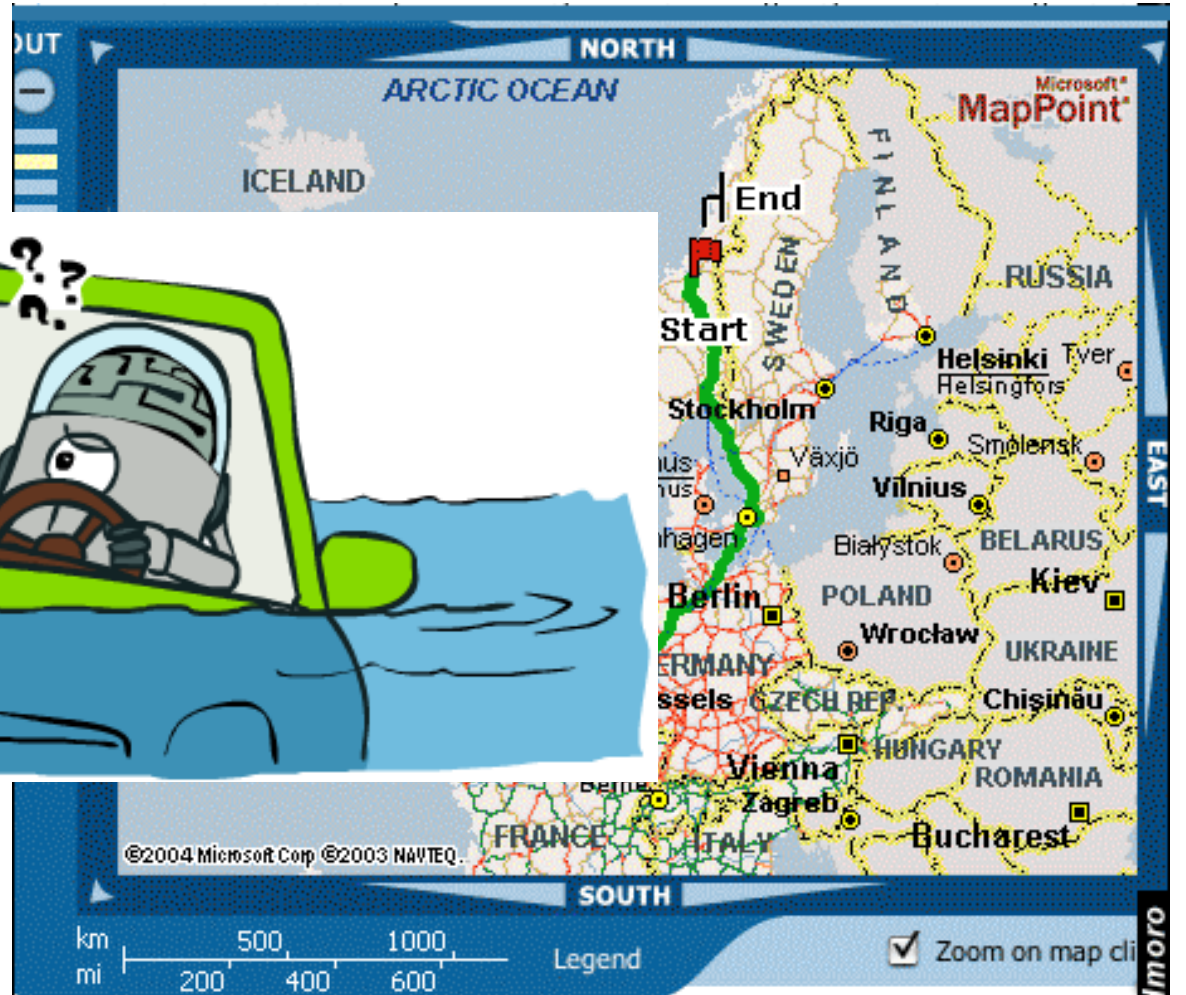 OUT
NORTH
ARCTIC OCEAN
Microsoft®
MapPoint®
ICELAND
FINLAND
End
SWEDEN
RUSSIA
? ? ?
Start
Helsinki
Helsingfors
Tver
Stockholm
Riga
Smolensk
EAST
Växjö
Vilnius
Białystok
BELARUS
Berlin
POLAND
Kiev
Wrocław
UKRAINE
CZECH REP.
Chişinău
HUNGARY
Vienna
ROMANIA
Berne
Zagreb
FRANCE
ITALY
Bucharest
©2004 Microsoft Corp ©2003 NAVTEQ.
SOUTH
km 500 1000
mi 200 400 600
Legend
Zoom on map cli
lmoro